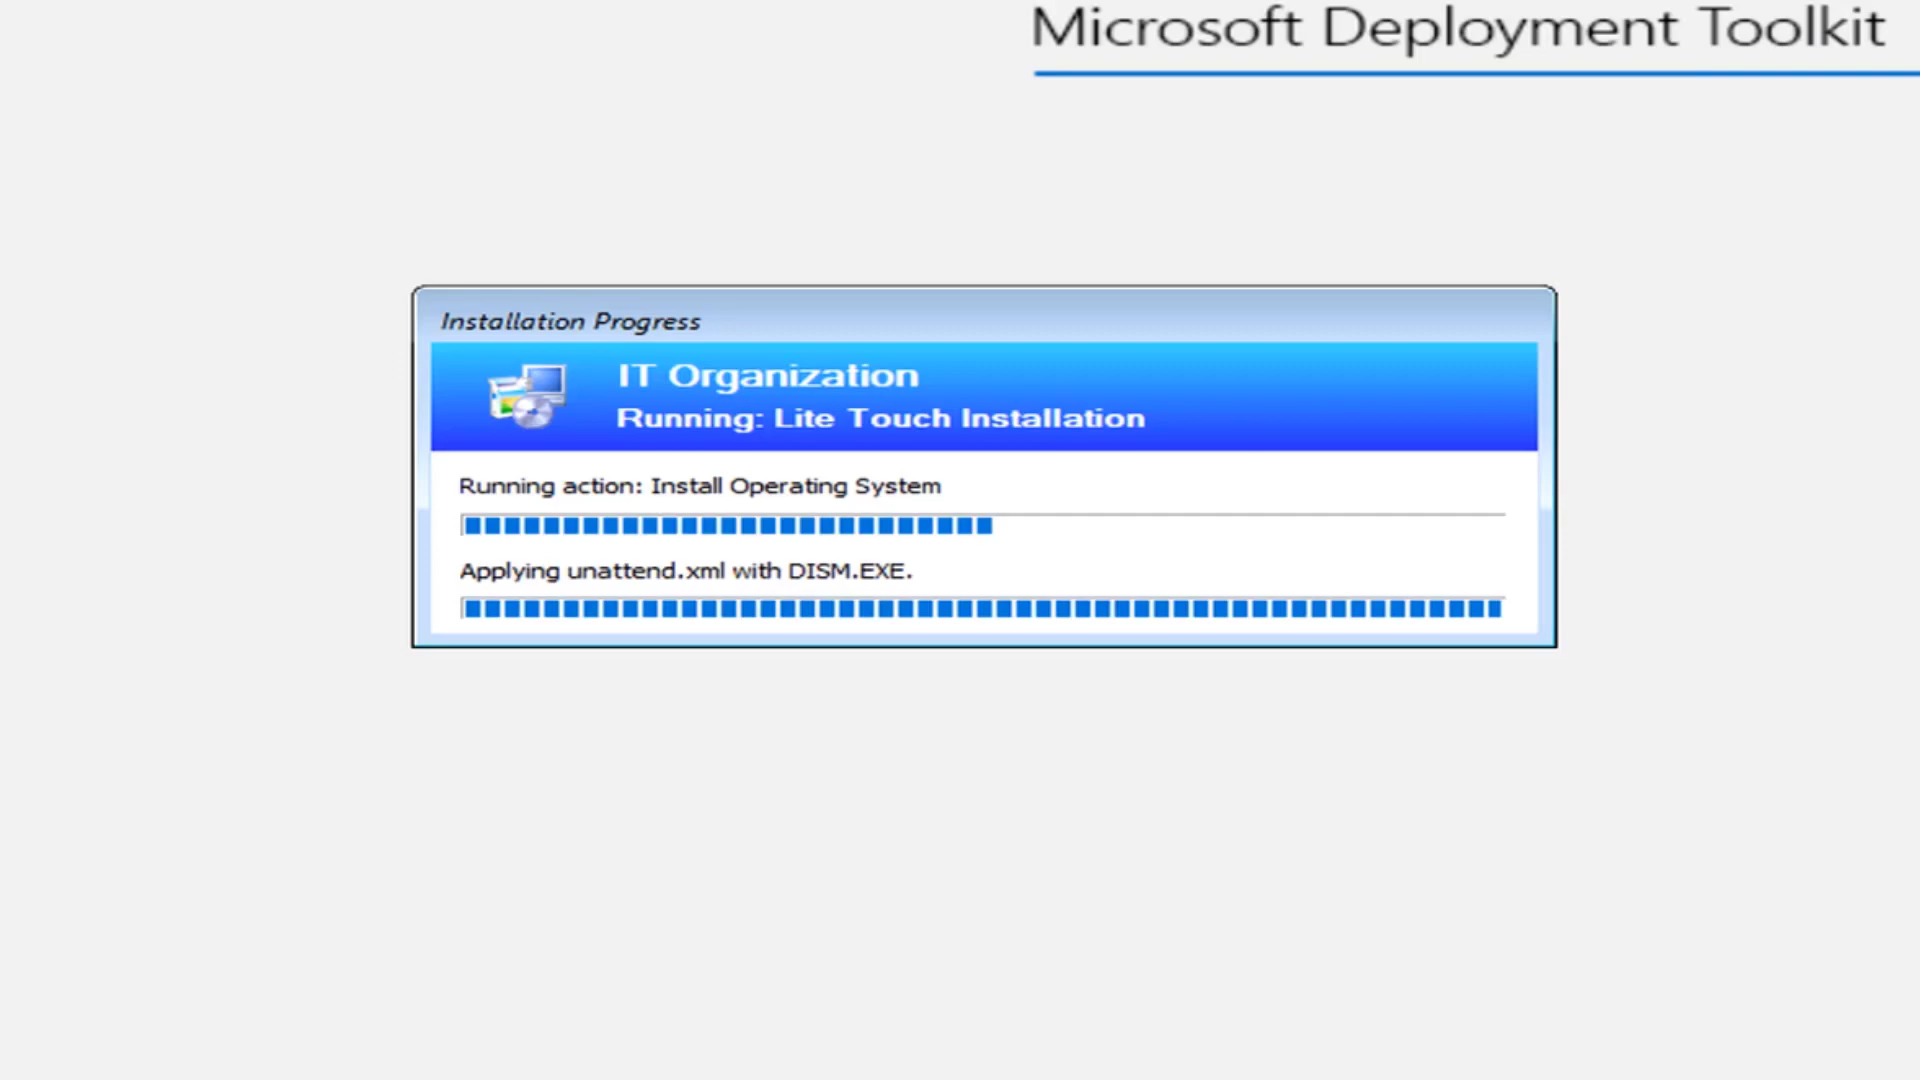 Microsoft Deployment Toolkit
Installation Progress
IT Organization
Running: Lite Touch Installation
Running action: Install Operating System
Applying unattend.xml with DISM.EXE.